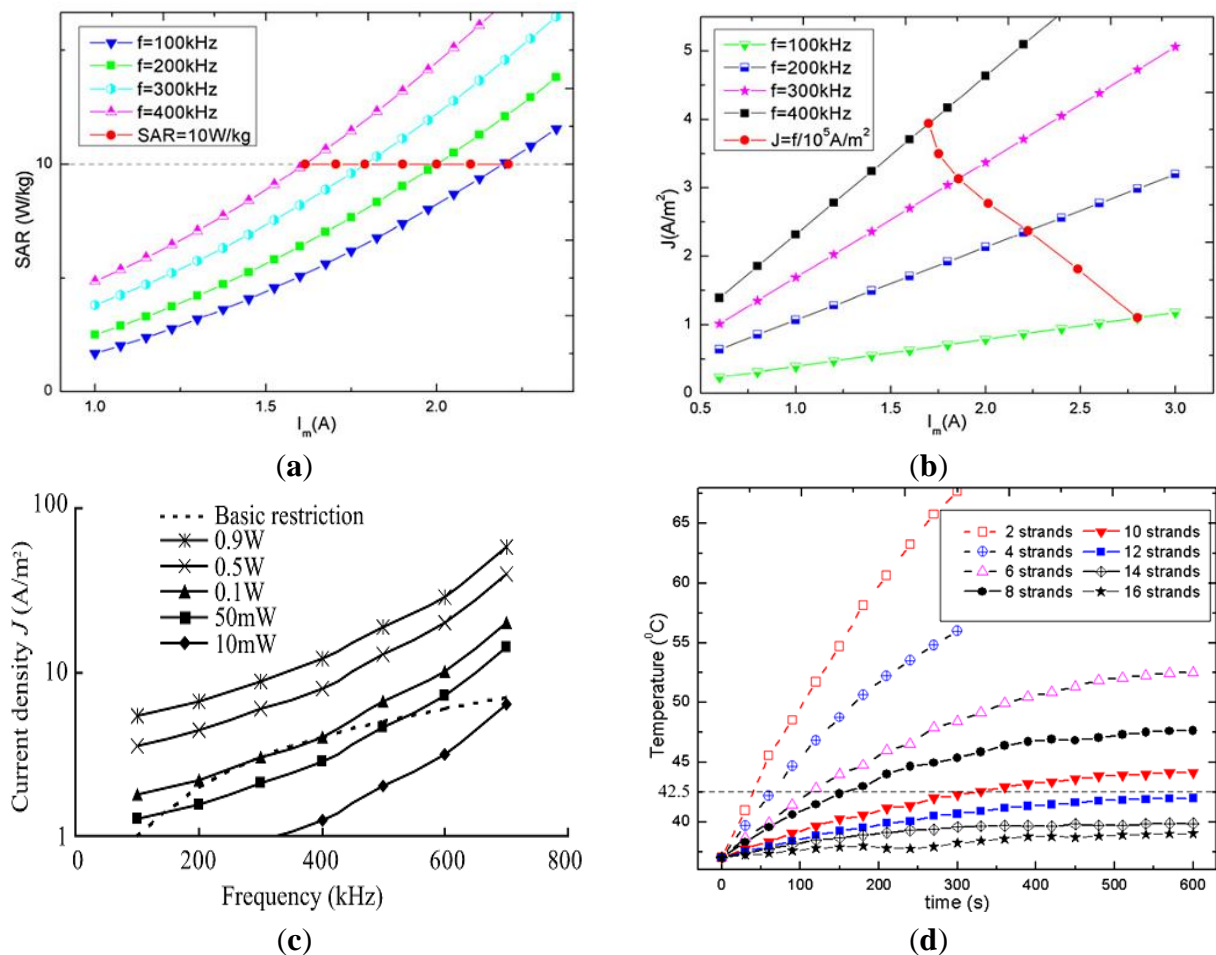 f=100kHz
f=200kHz
f=300kHz
f=400kHz
SAR=10W/kg
10
0
SAR (W/kg)
1.0 1.5 2.0
I_m(A)
(a)
f=100kHz
f=200kHz
f=300kHz
f=400kHz
J=f/10⁵A/m²
5
4
3
2
1
0
J(A/m²)
0.5 1.0 1.5 2.0 2.5 3.0
I_m(A)
(b)
100
10
1
Current density J (A/m²)
Basic restriction
0.9W
0.5W
0.1W
50mW
10mW
200 400 600 800
Frequency (kHz)
(c)
65
60
55
50
45
42.5
40
Temperature (⁰C)
2 strands 10 strands
4 strands 12 strands
6 strands 14 strands
8 strands 16 strands
0 100 200 300 400 500 600
time (s)
(d)